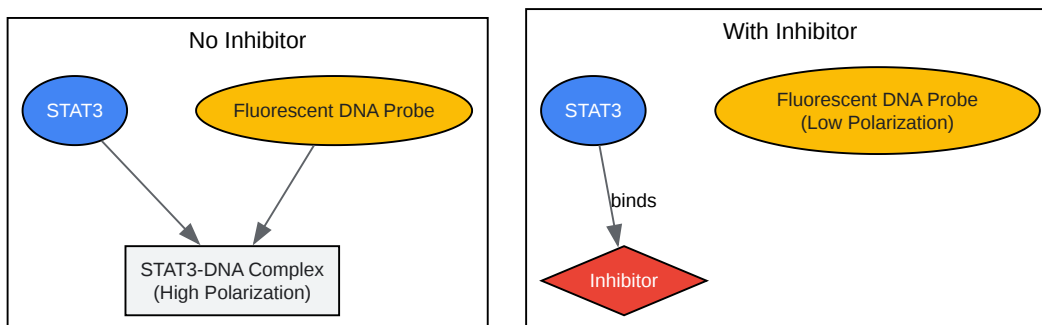 No Inhibitor
STAT3
Fluorescent DNA Probe
STAT3-DNA Complex
(High Polarization)
With Inhibitor
STAT3
Fluorescent DNA Probe
(Low Polarization)
binds
Inhibitor